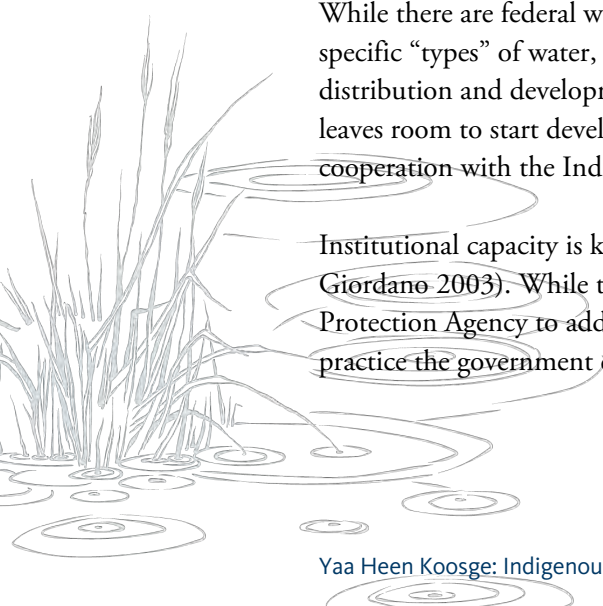 While there are federal w
specific “types” of water,
distribution and developm
leaves room to start devel
cooperation with the Ind
Institutional capacity is k
Giordano 2003). While t
Protection Agency to add
practice the government
Yaa Heen Koosge: Indigenou